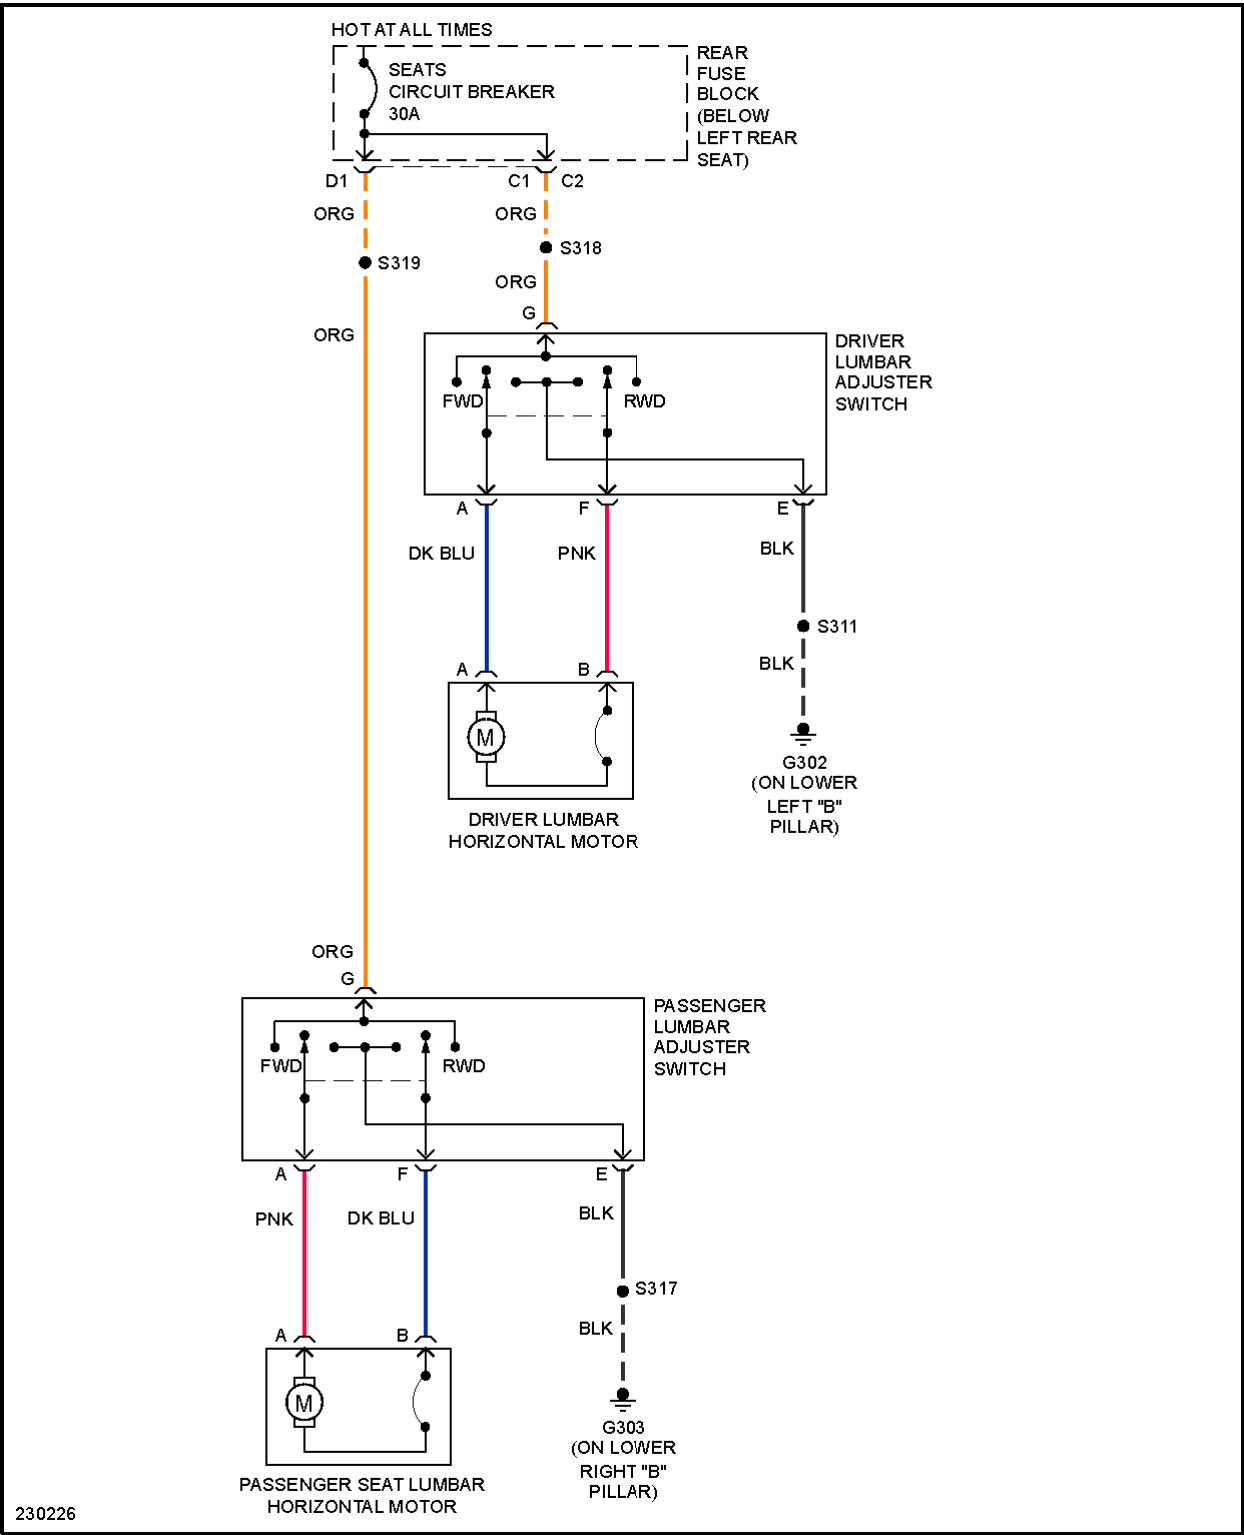 HOT AT ALL TIMES
SEATS
CIRCUIT BREAKER
30A
REAR
FUSE
BLOCK
(BELOW
LEFT REAR
SEAT)
D1
C1
C2
ORG
ORG
S319
S318
ORG
ORG
G
DRIVER
LUMBAR
ADJUSTER
SWITCH
FWD
RWD
A
F
E
DK BLU
PNK
BLK
S311
BLK
A
B
M
G302
(ON LOWER
LEFT "B"
PILLAR)
DRIVER LUMBAR
HORIZONTAL MOTOR
ORG
G
PASSENGER
LUMBAR
ADJUSTER
SWITCH
FWD
RWD
A
F
E
PNK
DK BLU
BLK
S317
BLK
A
B
M
G303
(ON LOWER
RIGHT "B"
PILLAR)
PASSENGER SEAT LUMBAR
HORIZONTAL MOTOR
230226